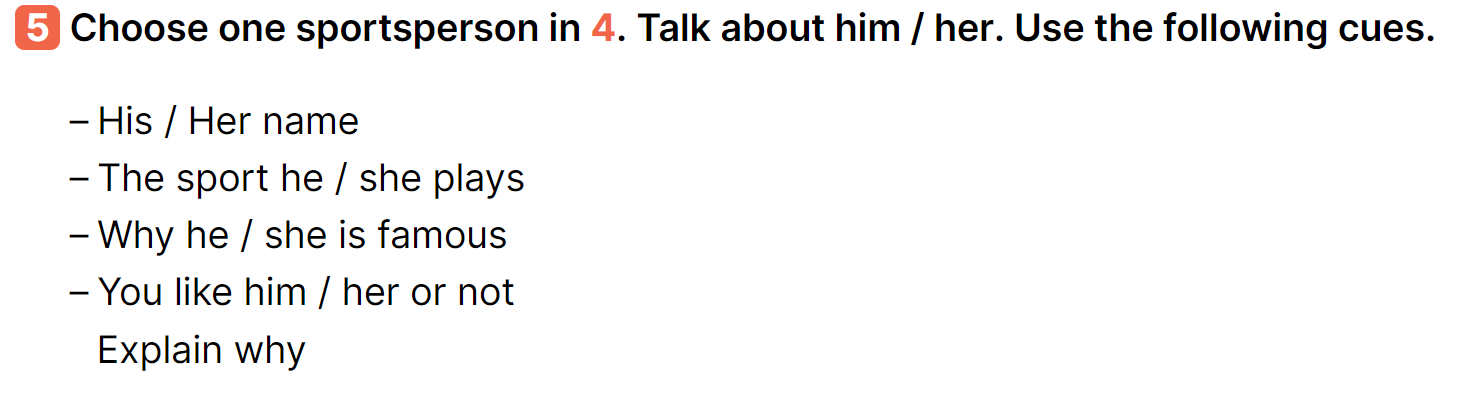 5 Choose one sportsperson in 4. Talk about him / her. Use the following cues.
– His / Her name
– The sport he / she plays
– Why he / she is famous
– You like him / her or not
Explain why